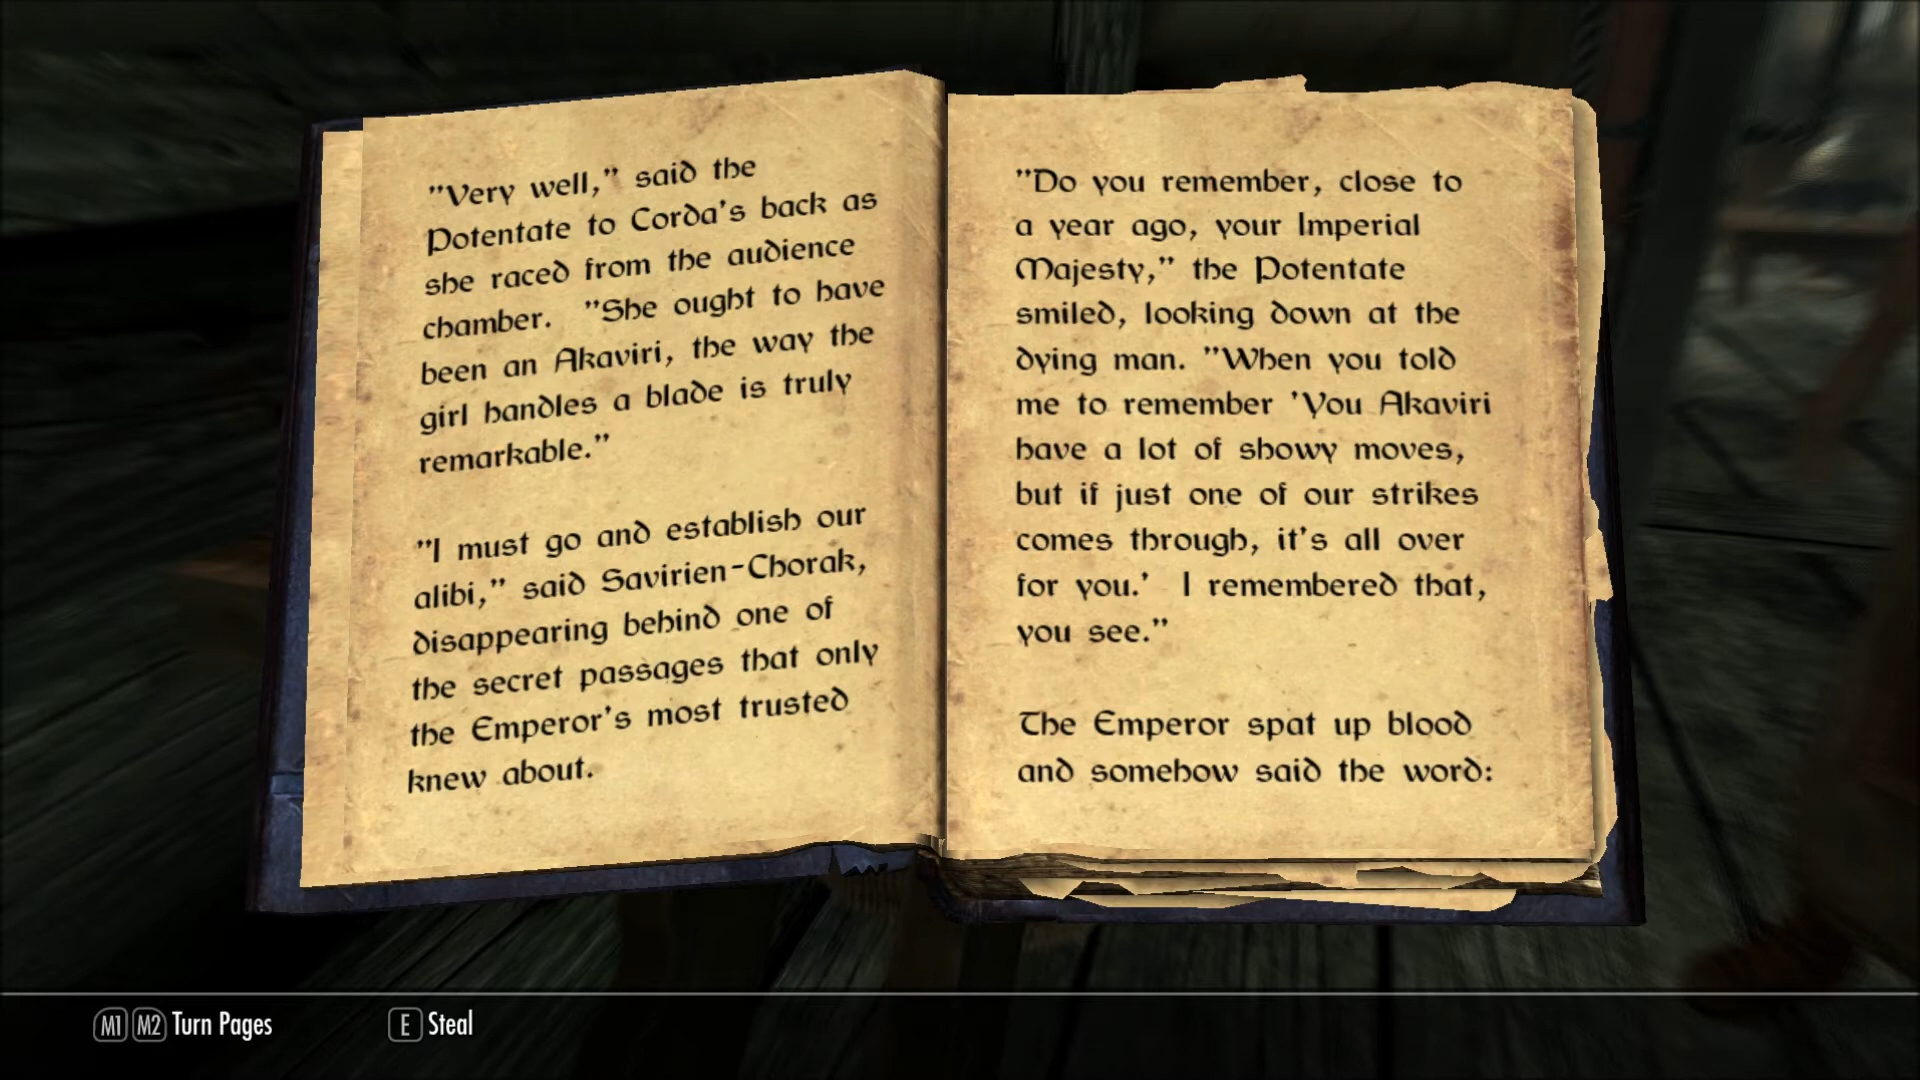 "Very well," said the
Potentate to Corda's back as
she raced from the audience
chamber.  "She ought to have
been an Akaviri, the way the
girl handles a blade is truly
remarkable."
"I must go and establish our
alibi," said Savirien-Chorak,
disappearing behind one of
the secret passages that only
the Emperor's most trusted
knew about.
"Do you remember, close to
a year ago, your Imperial
Majesty," the Potentate
smiled, looking down at the
dying man. "When you told
me to remember 'You Akaviri
have a lot of showy moves,
but if just one of our strikes
comes through, it's all over
for you.'  I remembered that,
you see."
The Emperor spat up blood
and somehow said the word:
M1 M2 Turn Pages
E Steal